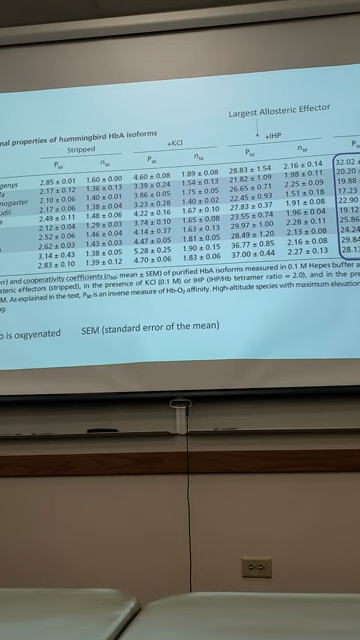 Largest Allosteric Effector
nal properties of hummingbird HbA isoforms
Stripped +KCl +IHP
P₅₀ n₅₀ P₅₀ n₅₀ P₅₀ n₅₀ P₅
genys 2.85 ± 0.01 1.60 ± 0.00 4.60 ± 0.08 1.89 ± 0.08 28.83 ± 1.54 2.16 ± 0.14 32.02
2.17 ± 0.12 1.36 ± 0.13 3.39 ± 0.24 1.54 ± 0.13 21.82 ± 1.09 1.98 ± 0.11 20.20
nogaster 2.10 ± 0.06 1.40 ± 0.01 3.86 ± 0.05 1.75 ± 0.05 26.65 ± 0.71 2.25 ± 0.09 19.88
udii 2.17 ± 0.06 1.38 ± 0.04 3.23 ± 0.28 1.40 ± 0.02 22.45 ± 0.93 1.51 ± 0.18 17.23
2.49 ± 0.11 1.48 ± 0.06 4.22 ± 0.16 1.67 ± 0.10 27.83 ± 0.37 1.91 ± 0.08 22.90
2.12 ± 0.04 1.29 ± 0.03 3.74 ± 0.10 1.65 ± 0.08 23.55 ± 0.74 1.96 ± 0.04 19.12
2.52 ± 0.06 1.46 ± 0.04 4.14 ± 0.37 1.63 ± 0.13 29.97 ± 1.00 2.28 ± 0.11 25.86
2.62 ± 0.03 1.43 ± 0.03 4.47 ± 0.05 1.81 ± 0.05 28.49 ± 1.20 2.13 ± 0.08 24.24
3.14 ± 0.43 1.38 ± 0.05 5.28 ± 0.25 1.90 ± 0.15 36.77 ± 0.85 2.16 ± 0.08 29.84
2.83 ± 0.10 1.39 ± 0.12 4.70 ± 0.06 1.83 ± 0.06 37.00 ± 0.44 2.27 ± 0.13 28.13
rr) and cooperativity coefficients (n₅₀; mean ± SEM) of purified HbA isoforms measured in 0.1 M Hepes buffer a
steric effectors (stripped), in the presence of KCl (0.1 M) or IHP (IHP/Hb tetramer ratio = 2.0), and in the pre
M. As explained in the text, P₅₀ is an inverse measure of Hb-O₂ affinity. High-altitude species with maximum elevation
g.
b is oxgyenated SEM (standard error of the mean)